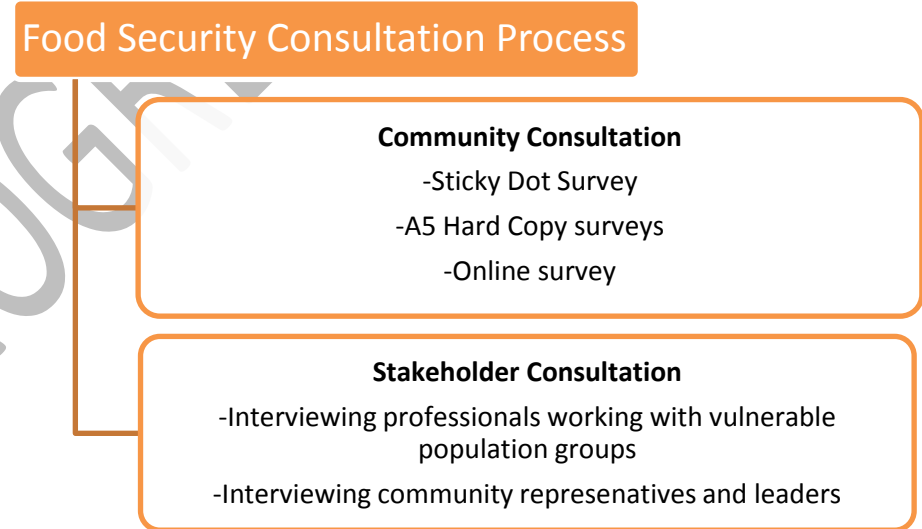 Food Security Consultation Process
Community Consultation
-Sticky Dot Survey
-A5 Hard Copy surveys
-Online survey
Stakeholder Consultation
-Interviewing professionals working with vulnerable
population groups
-Interviewing community represenatives and leaders